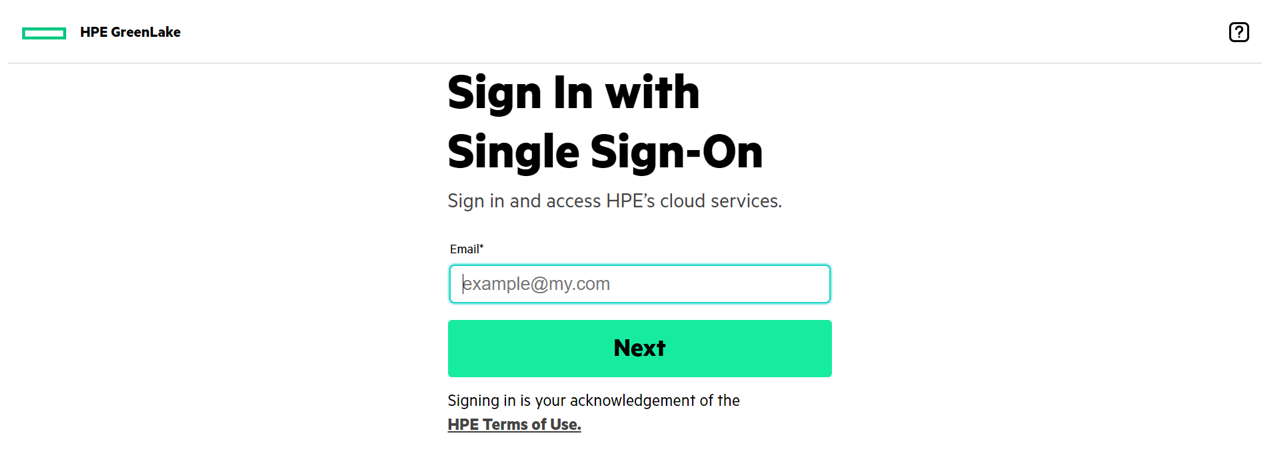 HPE GreenLake
?
Sign In with
Single Sign-On
Sign in and access HPE’s cloud services.
Email*
example@my.com
Next
Signing in is your acknowledgement of the
HPE Terms of Use.